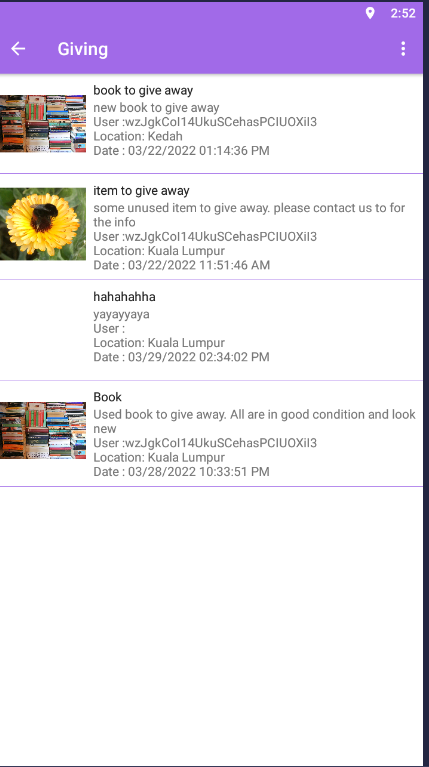 2:52
Giving
book to give away
new book to give away
User :wzJgkCoI14UkuSCehasPCIUOXiI3
Location: Kedah
Date : 03/22/2022 01:14:36 PM
item to give away
some unused item to give away. please contact us to for
the info
User :wzJgkCoI14UkuSCehasPCIUOXiI3
Location: Kuala Lumpur
Date : 03/22/2022 11:51:46 AM
hahahahha
yayayyaya
User :
Location: Kuala Lumpur
Date : 03/29/2022 02:34:02 PM
Book
Used book to give away. All are in good condition and look
new
User :wzJgkCoI14UkuSCehasPCIUOXiI3
Location: Kuala Lumpur
Date : 03/28/2022 10:33:51 PM